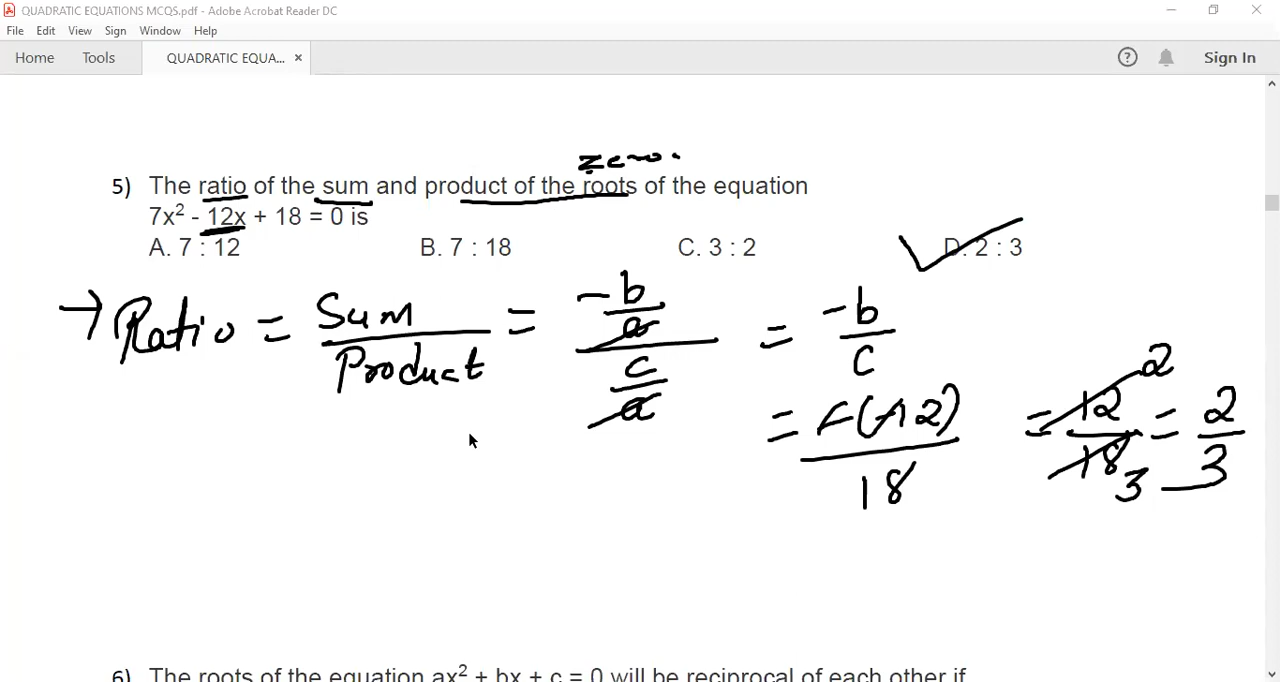 QUADRATIC EQUATIONS MCQS.pdf - Adobe Acrobat Reader DC
File Edit View Sign Window Help
Home Tools QUADRATIC EQUA... × Sign In
zero.
5) The ratio of the sum and product of the roots of the equation
7x² - 12x + 18 = 0 is
A. 7 : 12 B. 7 : 18 C. 3 : 2 D. 2 : 3
→ Ratio = Sum/Product = (-b/a)/(c/a) = -b/c
= -(-12)/18 = 12/18 = 2/3
2
3
6) The roots of the equation ax² + bx + c = 0 will be reciprocal of each other if